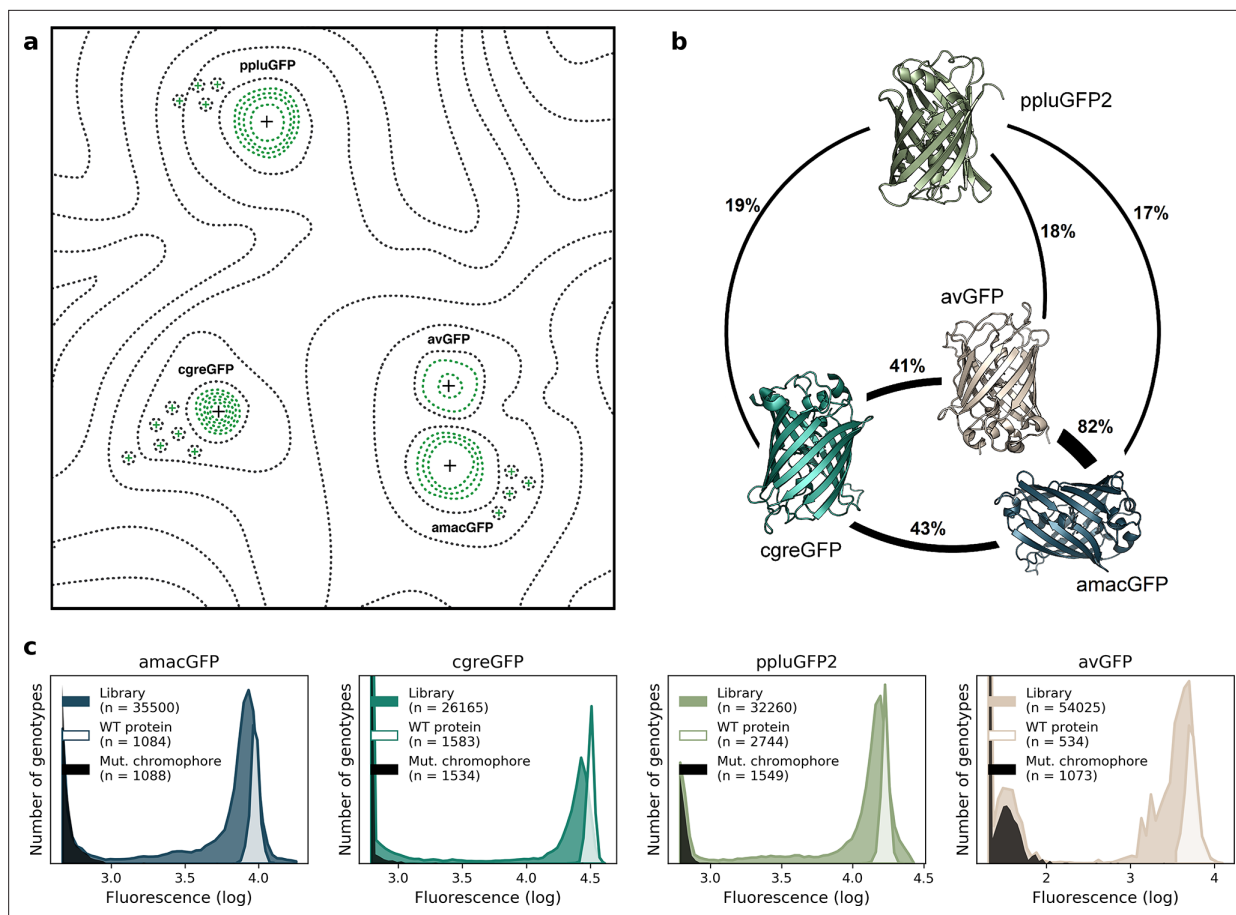 a
ppluGFP
cgreGFP
avGFP
amacGFP
b
ppluGFP2
19%
17%
18%
avGFP
41%
82%
cgreGFP
43%
amacGFP
c
amacGFP
Number of genotypes
Library
(n = 35500)
WT protein
(n = 1084)
Mut. chromophore
(n = 1088)
3.0 3.5 4.0
Fluorescence (log)
cgreGFP
Number of genotypes
Library
(n = 26165)
WT protein
(n = 1583)
Mut. chromophore
(n = 1534)
3.0 3.5 4.0 4.5
Fluorescence (log)
ppluGFP2
Number of genotypes
Library
(n = 32260)
WT protein
(n = 2744)
Mut. chromophore
(n = 1549)
3.0 3.5 4.0 4.5
Fluorescence (log)
avGFP
Number of genotypes
Library
(n = 54025)
WT protein
(n = 534)
Mut. chromophore
(n = 1073)
2 3 4
Fluorescence (log)